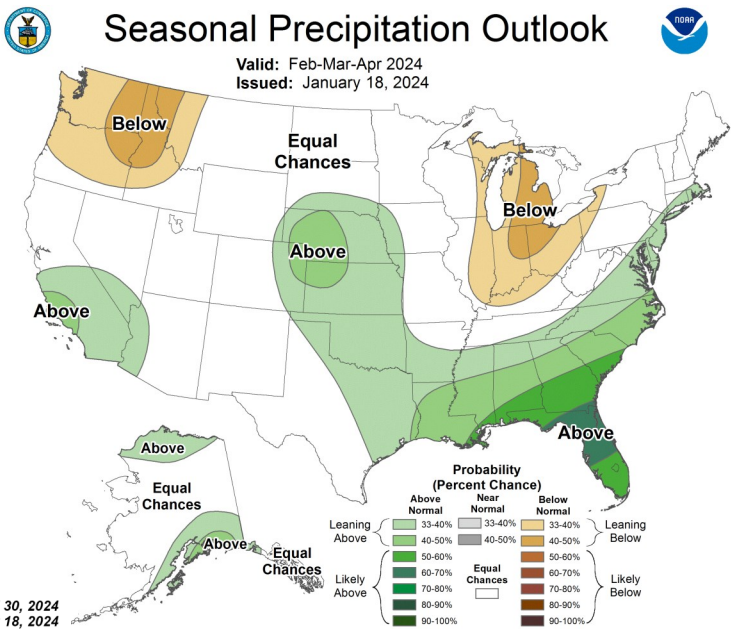 Seasonal Precipitation Outlook
NOAA
Valid: Feb-Mar-Apr 2024
Issued: January 18, 2024
Below
Equal
Chances
Below
Above
Above
Above
Above
Equal
Chances
Above
Equal
Chances
30, 2024
18, 2024
Probability
(Percent Chance)
Above
Normal
Near
Normal
Below
Normal
Leaning
Above
33-40%
33-40%
33-40%
Leaning
Below
40-50%
40-50%
40-50%
Likely
Above
50-60%
50-60%
Likely
Below
60-70%
60-70%
Equal
Chances
70-80%
70-80%
80-90%
80-90%
90-100%
90-100%